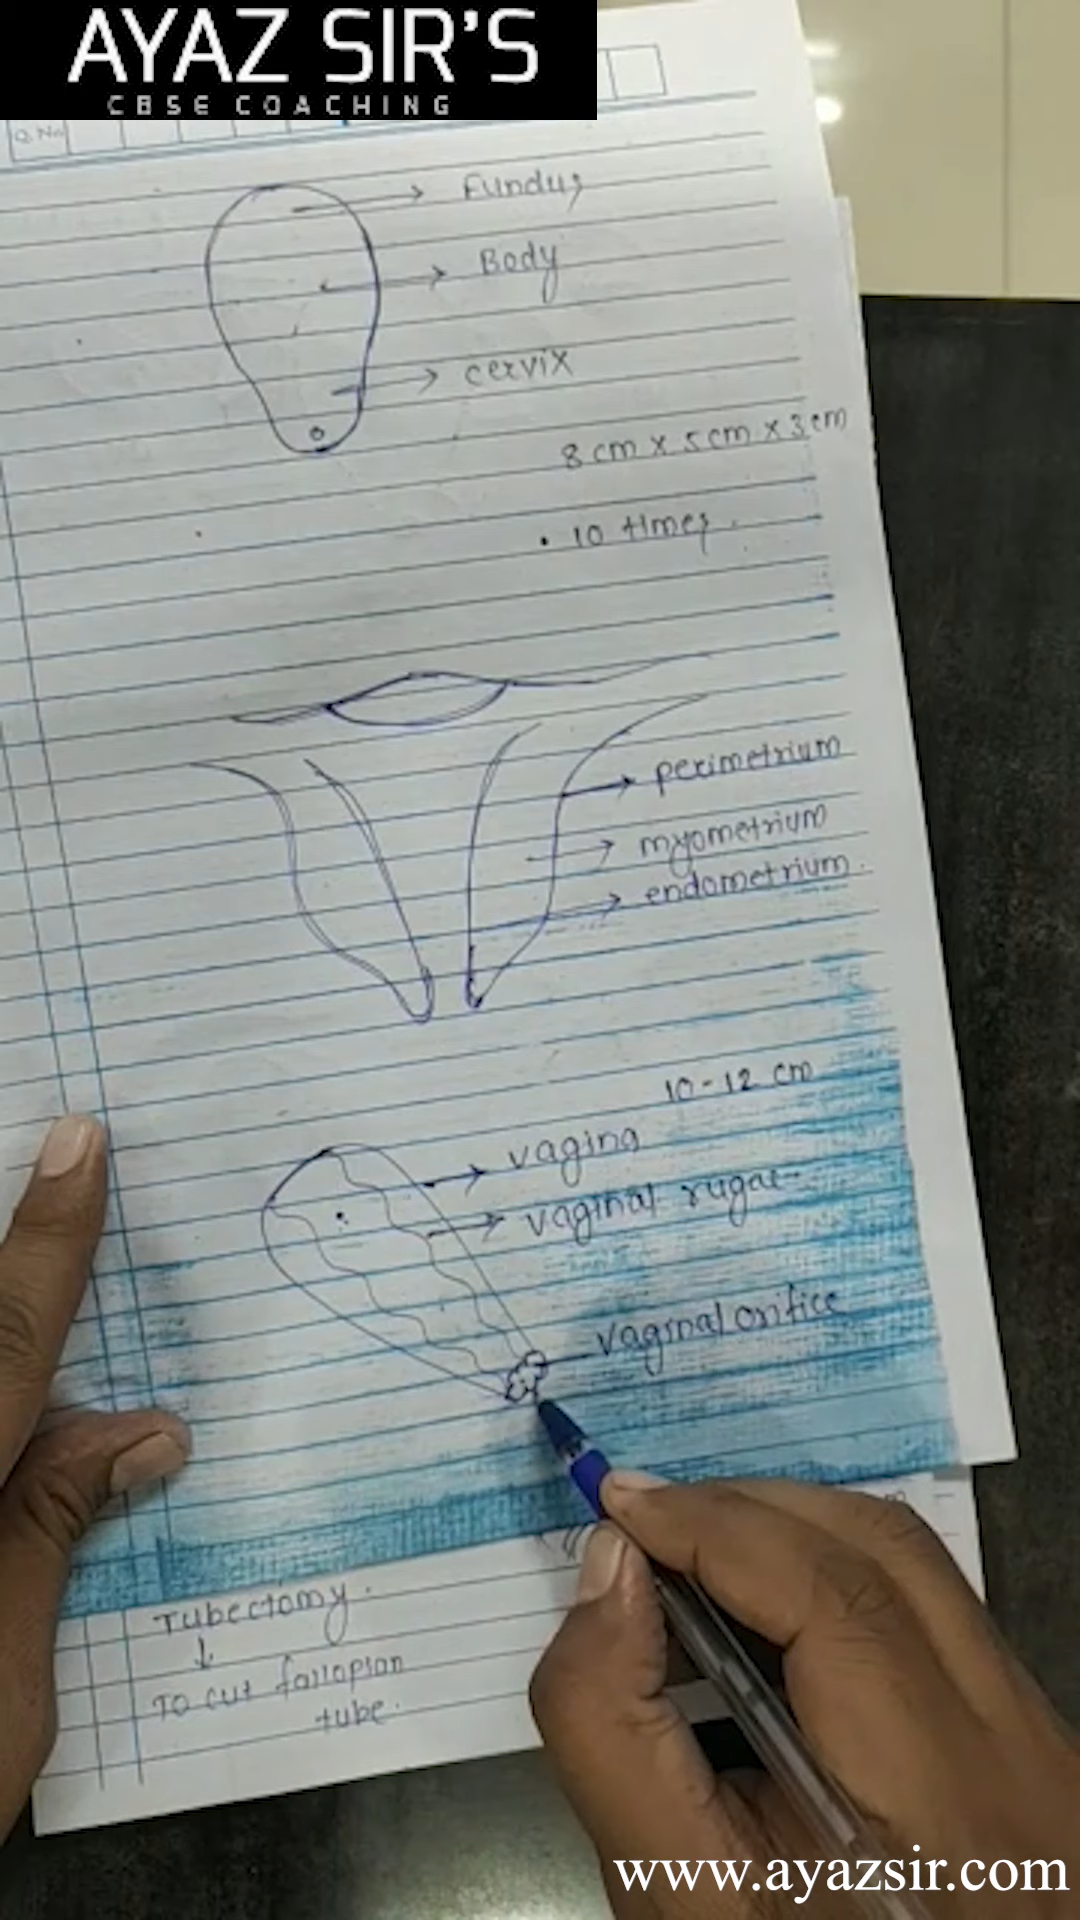 AYAZ SIR'S
CBSE COACHING
Q. No.
Fundus
Body
cervix
8 cm x 5 cm x 3 cm
• 10 times.
perimetrium
myometrium
endometrium.
10 - 12 cm
vagina
vaginal rugae
vaginal orifice
Tubectomy.
To cut fallopian
tube.
www.ayazsir.com